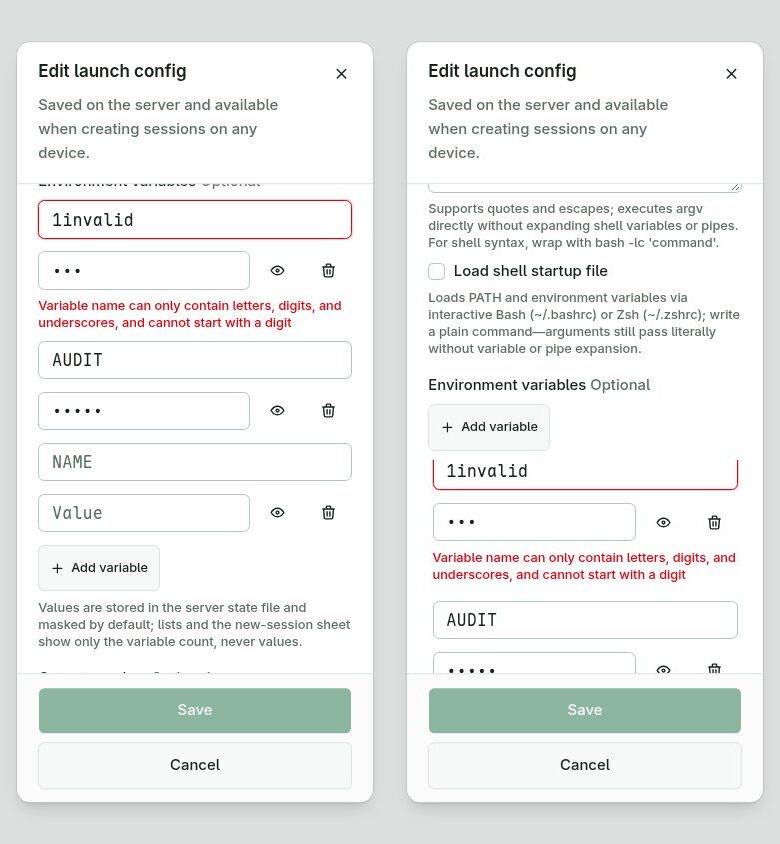 Edit launch config
Saved on the server and available
when creating sessions on any
device.
Environment variables Optional
1invalid
•••
Variable name can only contain letters, digits, and
underscores, and cannot start with a digit
AUDIT
•••••
NAME
Value
+ Add variable
Values are stored in the server state file and
masked by default; lists and the new-session sheet
show only the variable count, never values.
Save
Cancel
Edit launch config
Saved on the server and available
when creating sessions on any
device.
Supports quotes and escapes; executes argv
directly without expanding shell variables or pipes.
For shell syntax, wrap with bash -lc 'command'.
Load shell startup file
Loads PATH and environment variables via
interactive Bash (~/.bashrc) or Zsh (~/.zshrc); write
a plain command—arguments still pass literally
without variable or pipe expansion.
Environment variables Optional
+ Add variable
1invalid
•••
Variable name can only contain letters, digits, and
underscores, and cannot start with a digit
AUDIT
•••••
Save
Cancel